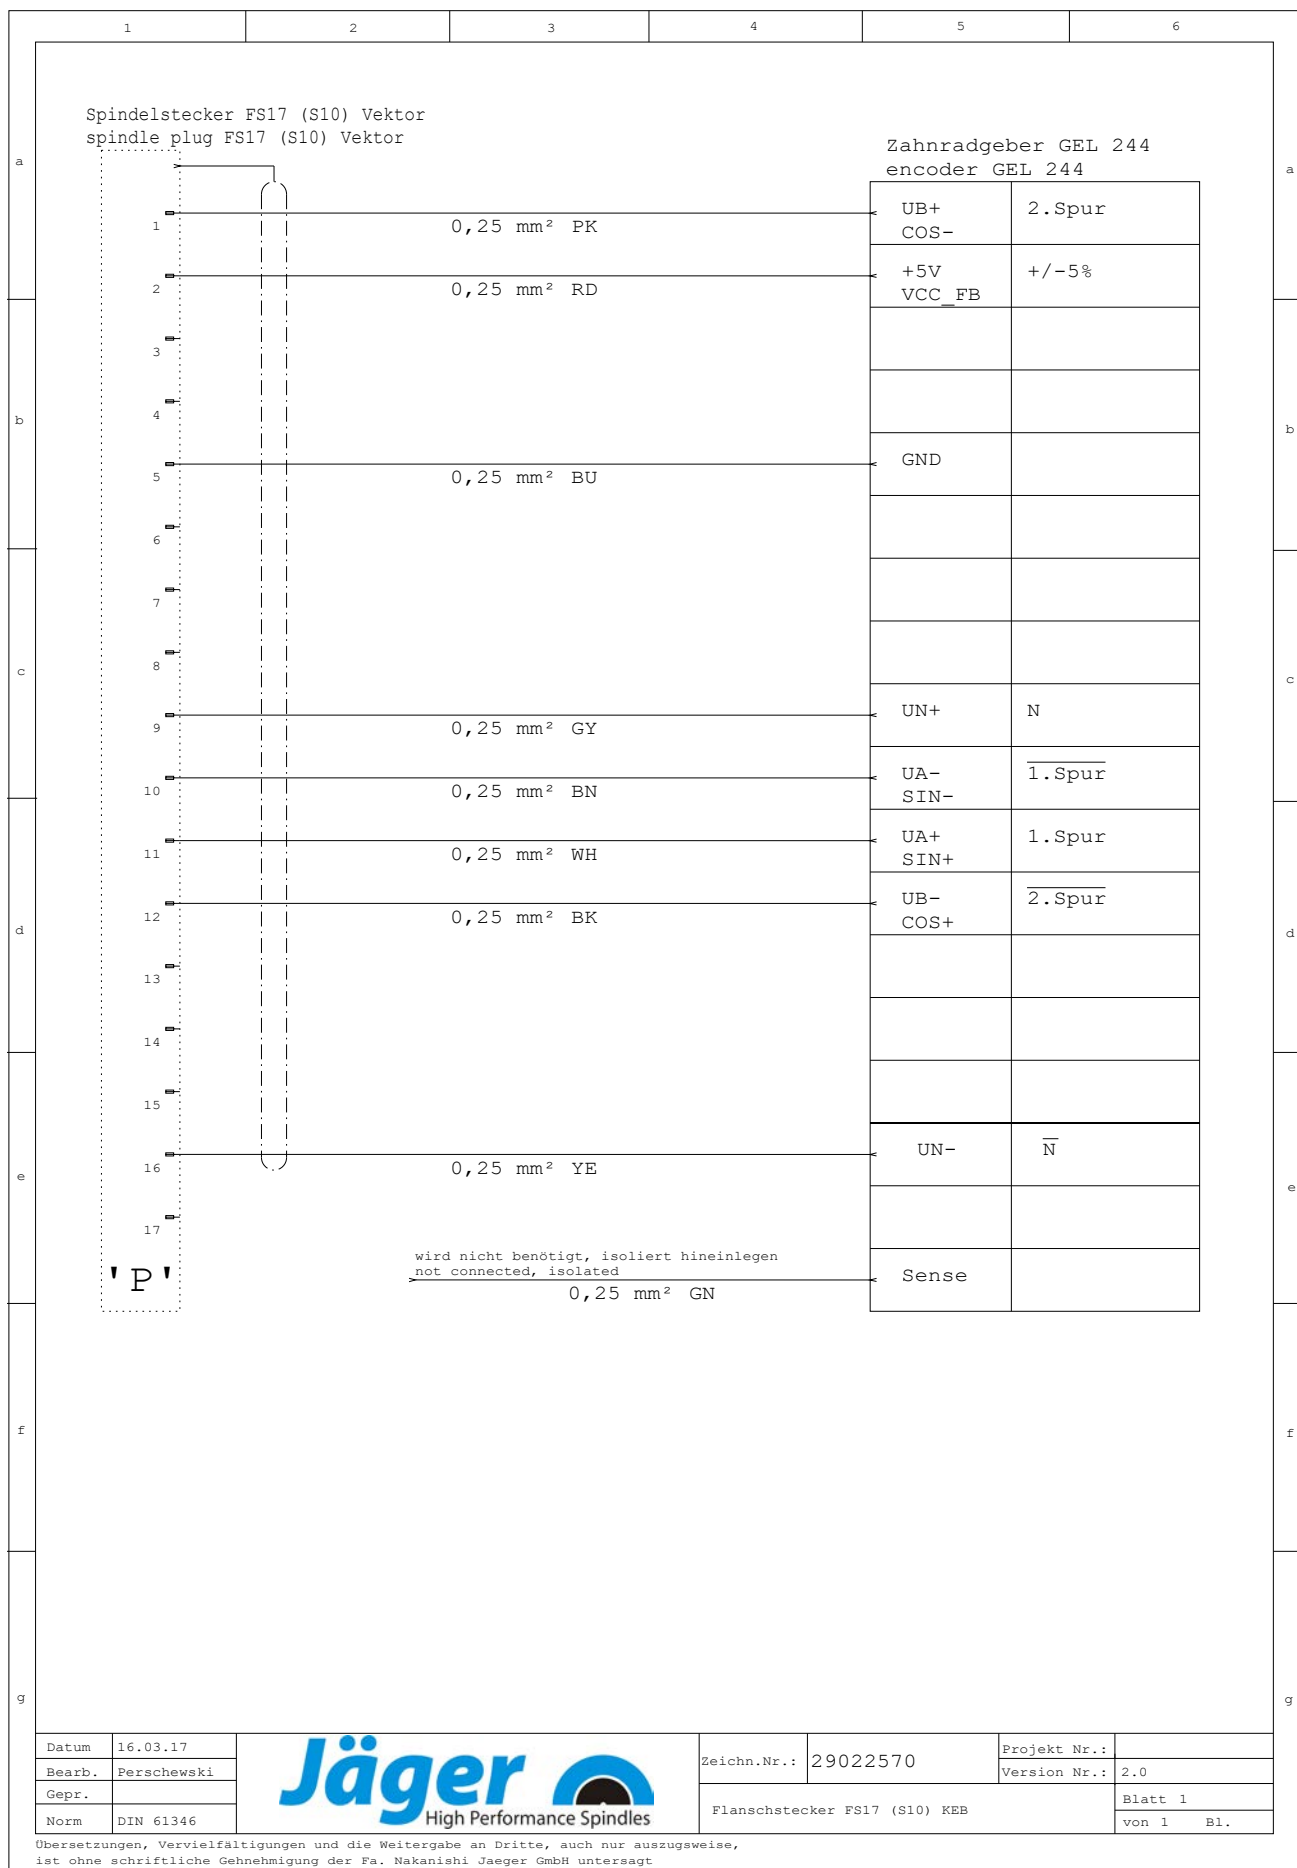 1 2 3 4 5 6
Spindelstecker FS17 (S10) Vektor
spindle plug FS17 (S10) Vektor
Zahnradgeber GEL 244
encoder GEL 244
a a
1 0,25 mm² PK UB+ 2.Spur
COS-
2 0,25 mm² RD +5V +/-5%
VCC_FB
3
4
b b
5 0,25 mm² BU GND
6
7
8
c c
9 0,25 mm² GY UN+ N
10 0,25 mm² BN UA- 1.Spur
SIN-
11 0,25 mm² WH UA+ 1.Spur
SIN+
12 0,25 mm² BK UB- 2.Spur
COS+
d d
13
14
15
16 0,25 mm² YE UN- N
e e
17
wird nicht benötigt, isoliert hineinlegen
not connected, isolated
'P' 0,25 mm² GN Sense
f f
g g
Datum 16.03.17
Bearb. Perschewski
Gepr.
Norm DIN 61346
Jäger
High Performance Spindles
Zeichn.Nr.: 29022570
Projekt Nr.:
Version Nr.: 2.0
Flanschstecker FS17 (S10) KEB
Blatt 1
von 1 Bl.
Übersetzungen, Vervielfältigungen und die Weitergabe an Dritte, auch nur auszugsweise,
ist ohne schriftliche Gehnehmigung der Fa. Nakanishi Jaeger GmbH untersagt